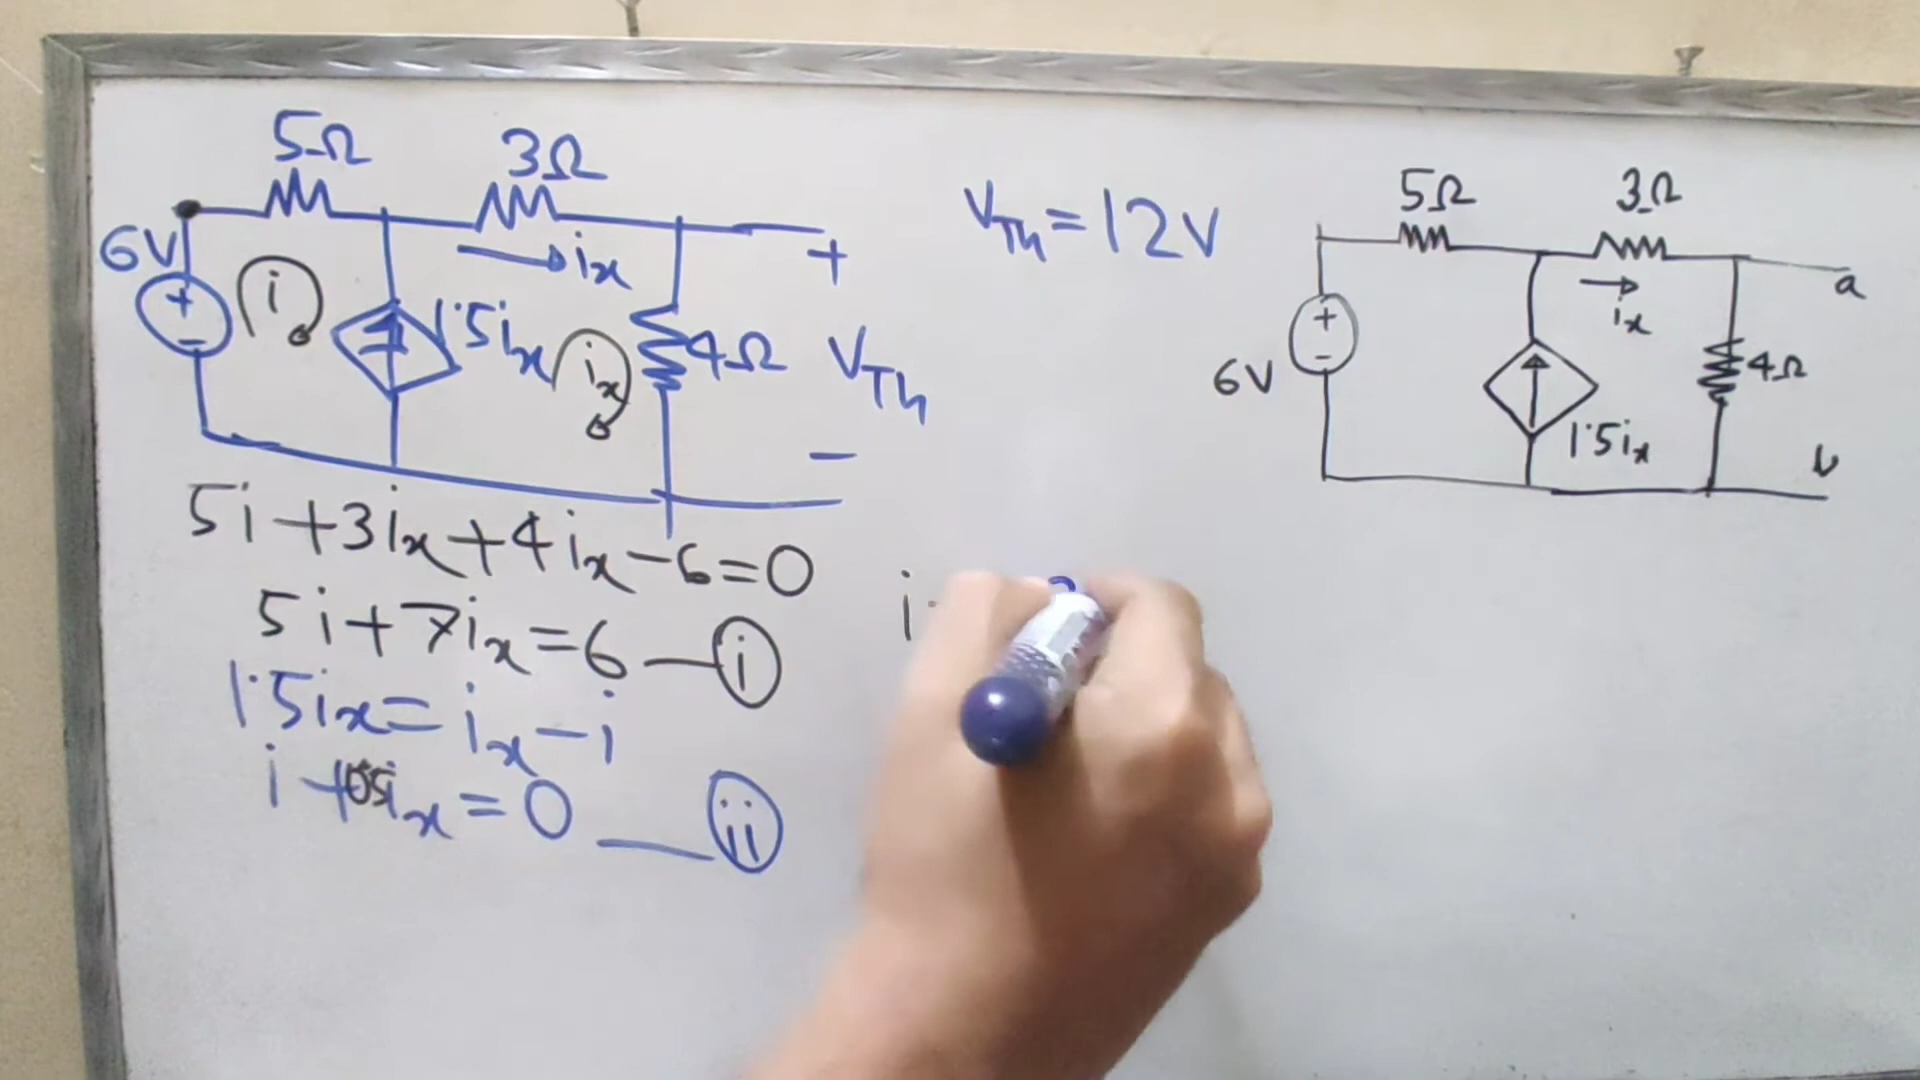 5Ω
3Ω
6V
+
-
i
ix
1.5ix
ix
4Ω
+
VTh
-
5i+3ix+4ix-6=0
5i+7ix=6 — i
1.5ix=ix-i
i+0.5ix=0 — ii
VTh=12V
i
5Ω
3Ω
a
ix
+
-
6V
4Ω
1.5ix
b